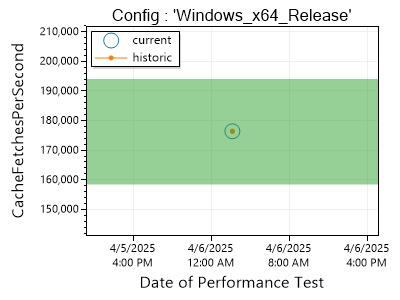 Config : 'Windows_x64_Release'
current
historic
CacheFetchesPerSecond
210,000
200,000
190,000
180,000
170,000
160,000
150,000
4/5/2025 4/6/2025 4/6/2025 4/6/2025
4:00 PM 12:00 AM 8:00 AM 4:00 PM
Date of Performance Test